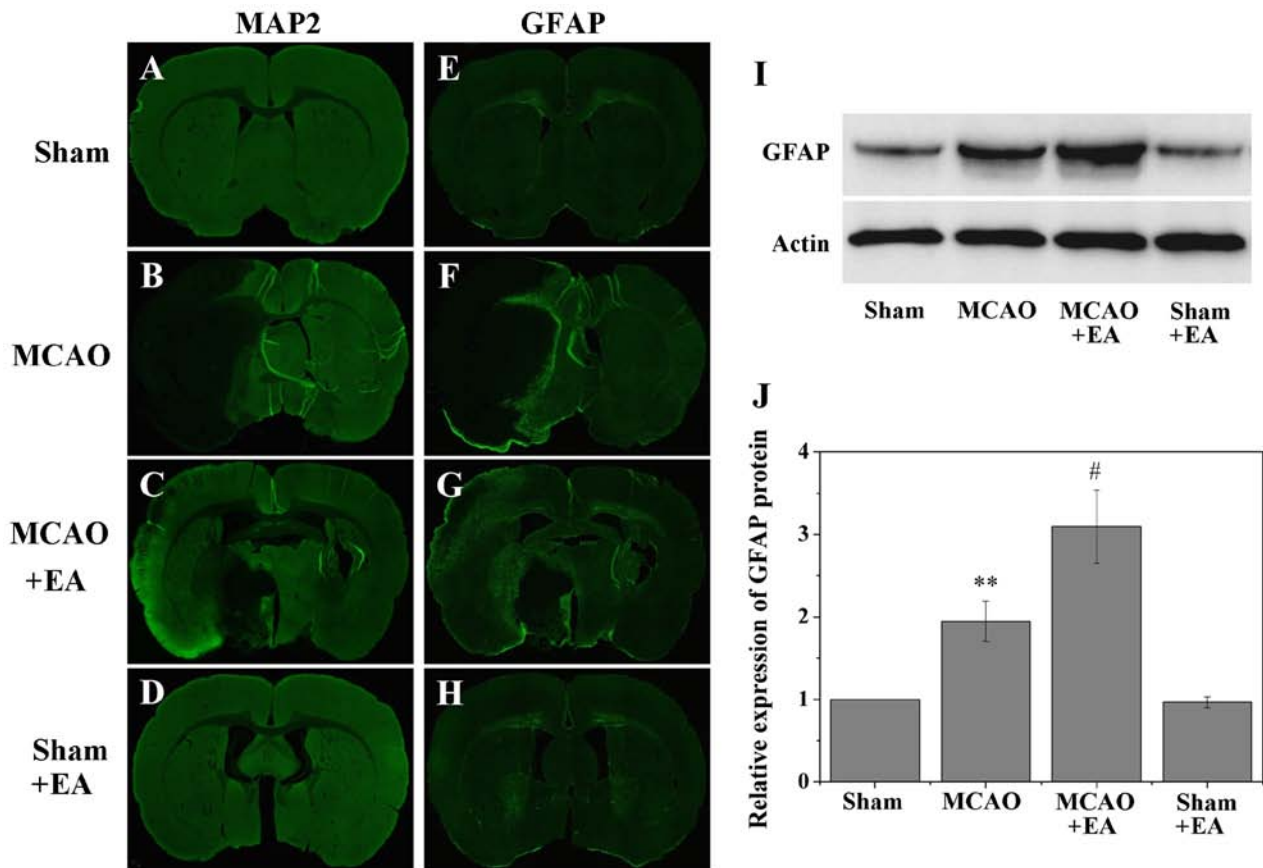 MAP2
GFAP
A
E
Sham
B
F
MCAO
C
G
MCAO
+EA
D
H
Sham
+EA
I
GFAP
Actin
Sham
MCAO
MCAO
+EA
Sham
+EA
J
Relative expression of GFAP protein
4
3
2
1
0
**
#
Sham
MCAO
MCAO
+EA
Sham
+EA